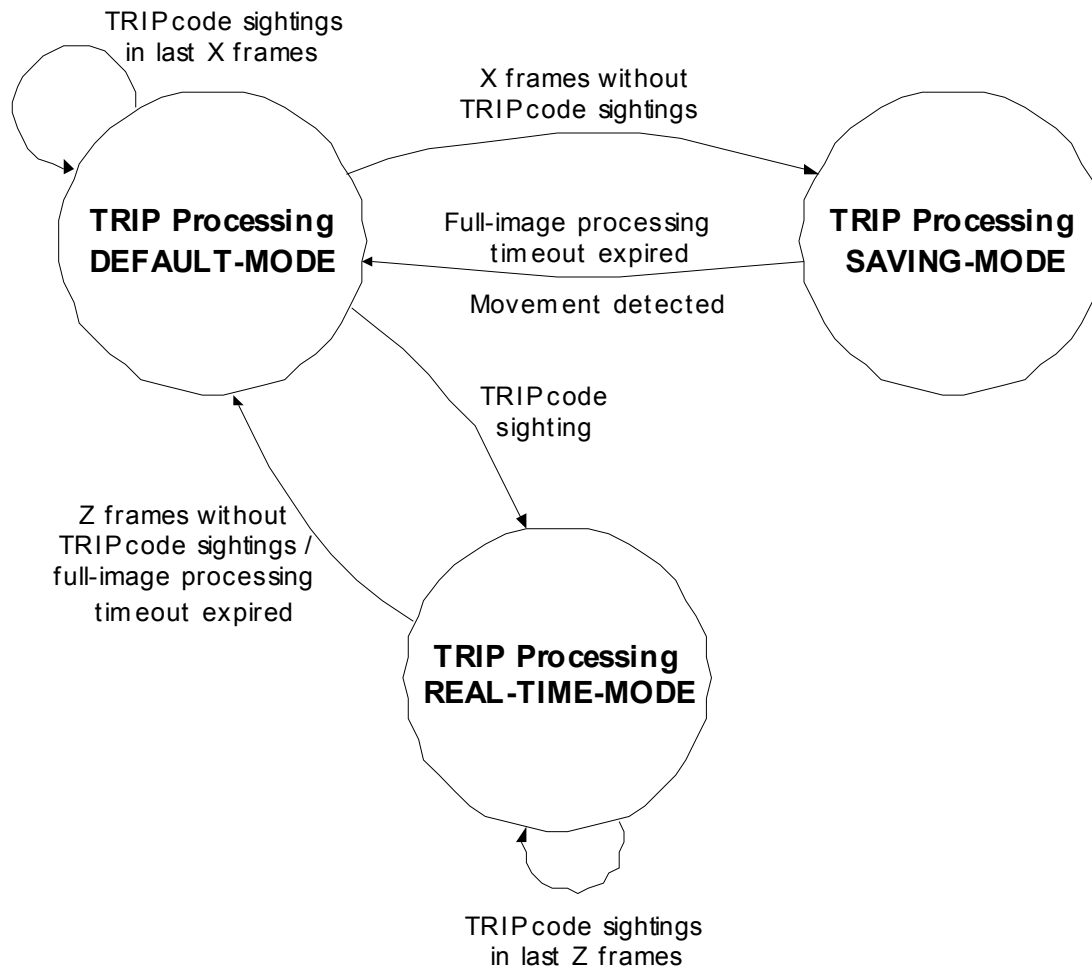 TRIPcode sightings
in last X frames
X frames without
TRIPcode sightings
TRIP Processing
DEFAULT-MODE
Full-image processing
timeout expired
Movement detected
TRIP Processing
SAVING-MODE
TRIPcode
sighting
Z frames without
TRIPcode sightings /
full-image processing
timeout expired
TRIP Processing
REAL-TIME-MODE
TRIPcode sightings
in last Z frames